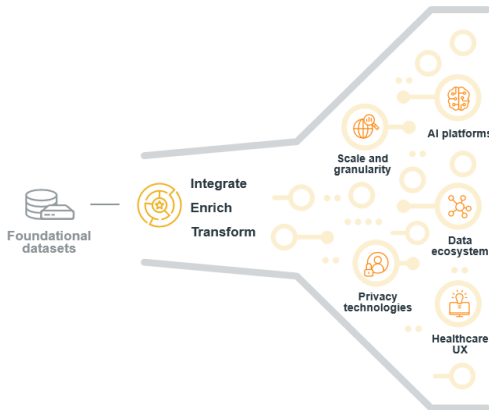 AI platforms
Scale and
granularity
Integrate
Enrich
Transform
Foundational
datasets
Data
ecosystem
Privacy
technologies
Healthcare
UX